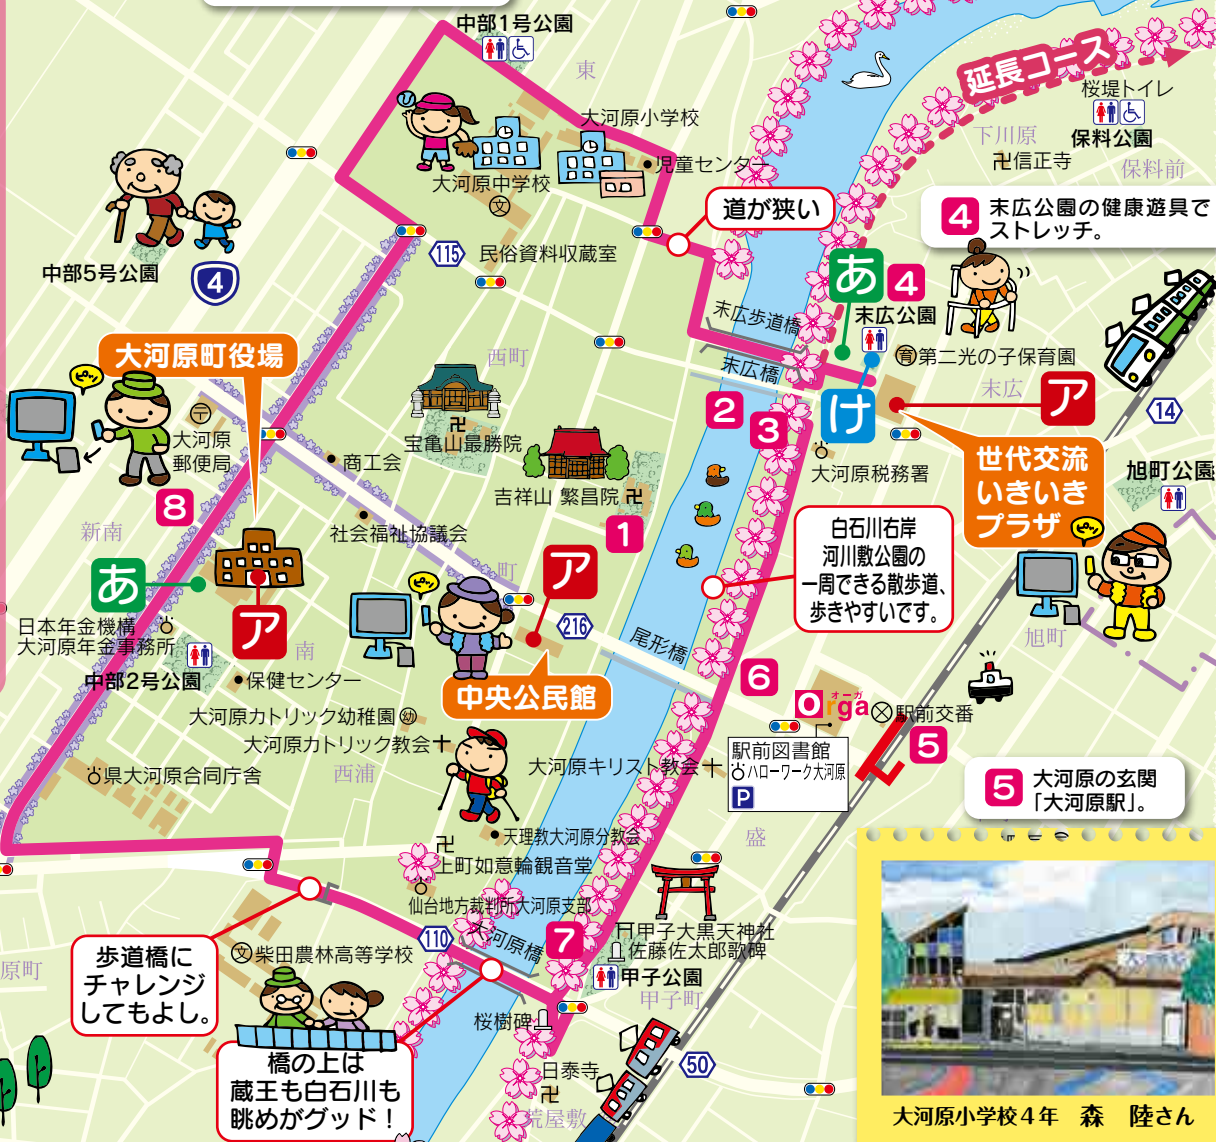 中部1号公園
東
延長コース
桜堤トイレ
下川原
保料公園
卍信正寺
保料前
大河原小学校
児童センター
大河原中学校
文
道が狭い
4 末広公園の健康遊具で
ストレッチ。
中部5号公園
4
115
民俗資料収蔵室
あ
4
末広公園
末広歩道橋
末広橋
育第二光の子保育園
末広
ア
14
大河原町役場
西町
ピッ!
〒
大河原
郵便局
卍
宝亀山最勝院
商工会
吉祥山 繁昌院 卍
2
3
け
大河原税務署
世代交流
いきいき
プラザ
旭町公園
8
新南
社会福祉協議会
1
白石川右岸
河川敷公園の
一周できる散歩道、
歩きやすいです。
ピッ!
あ
ア
町
ア
ピッ!
216
尾形橋
旭町
日本年金機構
大河原年金事務所
南
中部2号公園
保健センター
中央公民館
6
orga
オーガ
駅前交番
5
大河原カトリック幼稚園 幼
大河原カトリック教会
西浦
県大河原合同庁舎
大河原キリスト教会
駅前図書館
ハローワーク大河原
P
5 大河原の玄関
「大河原駅」。
盛
天理教大河原分教会
卍
上町如意輪観音堂
仙台地方裁判所大河原支部
大河原橋
110
7
甲子大黒天神社
佐藤佐太郎歌碑
甲子公園
甲子町
歩道橋に
チャレンジ
してもよし。
原町
文柴田農林高等学校
桜樹碑
橋の上は
蔵王も白石川も
眺めがグッド!
日泰寺
卍
荒屋敷
50
大河原小学校4年 森 陸さん